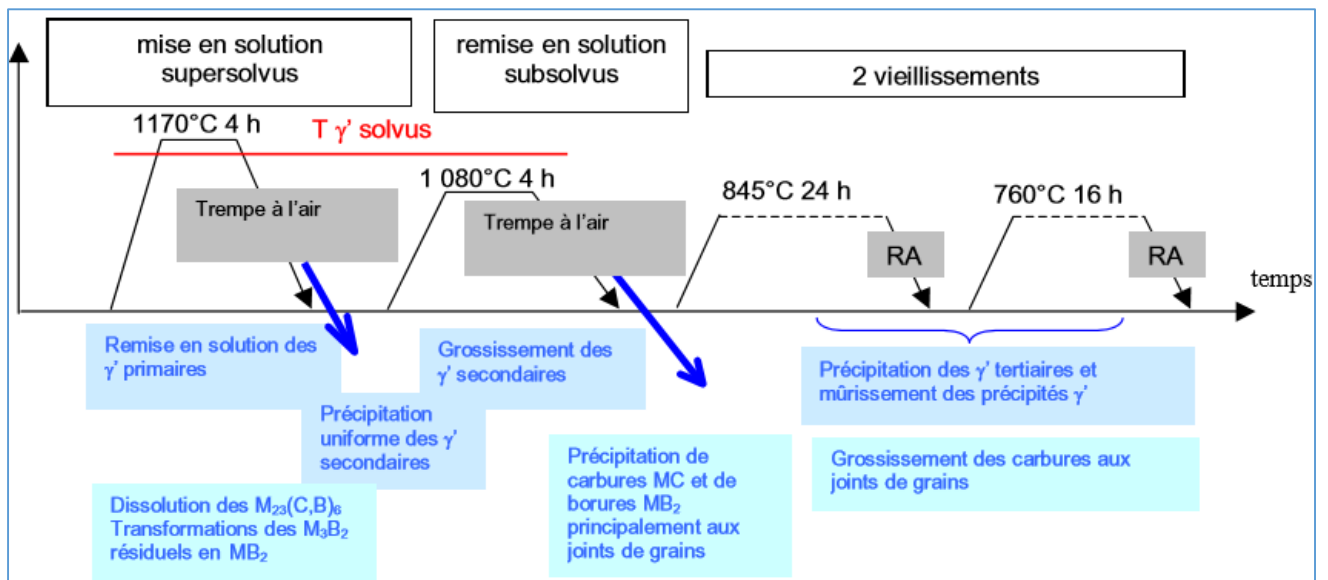 mise en solution
supersolvus
remise en solution
subsolvus
2 vieillissements
1170°C 4 h
T γ' solvus
1 080°C 4 h
845°C 24 h
760°C 16 h
Trempe à l'air
Trempe à l'air
RA
RA
temps
Remise en solution des
γ' primaires
Grossissement des
γ' secondaires
Précipitation des γ' tertiaires et
mûrissement des précipités γ'
Précipitation
uniforme des γ'
secondaires
Précipitation de
carbures MC et de
borures MB₂
principalement aux
joints de grains
Grossissement des carbures aux
joints de grains
Dissolution des M₂₃(C,B)₆
Transformations des M₃B₂
résiduels en MB₂